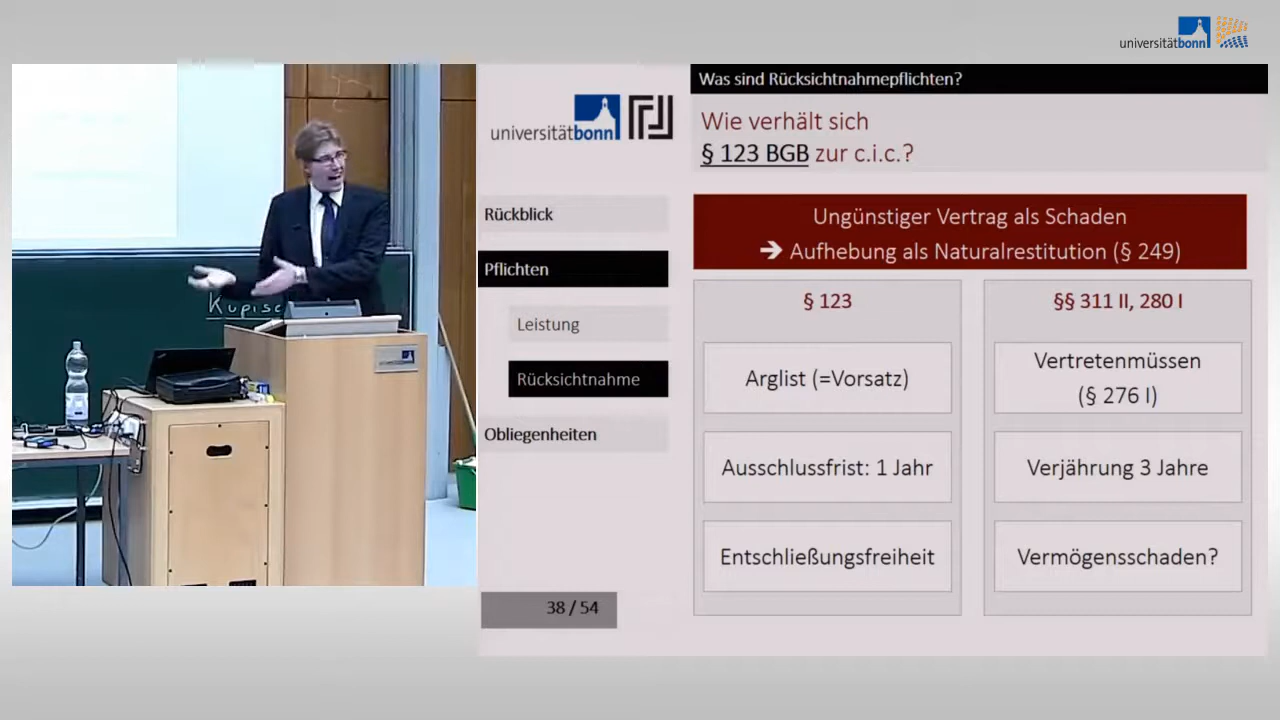 universitätbonn
Was sind Rücksichtnahmepflichten?
universitätbonn
Wie verhält sich
§ 123 BGB zur c.i.c.?
Rückblick
Pflichten
Leistung
Rücksichtnahme
Obliegenheiten
38 / 54
Ungünstiger Vertrag als Schaden
➔ Aufhebung als Naturalrestitution (§ 249)
§ 123
Arglist (=Vorsatz)
Ausschlussfrist: 1 Jahr
Entschließungsfreiheit
§§ 311 II, 280 I
Vertretenmüssen
(§ 276 I)
Verjährung 3 Jahre
Vermögensschaden?